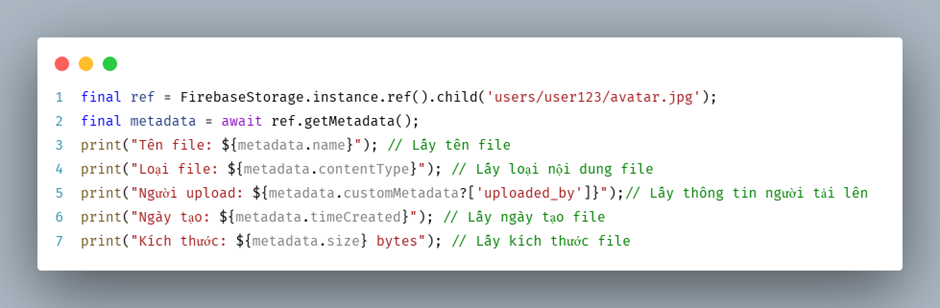 1 final ref = FirebaseStorage.instance.ref().child('users/user123/avatar.jpg');
2 final metadata = await ref.getMetadata();
3 print("Tên file: ${metadata.name}"); // Lấy tên file
4 print("Loại file: ${metadata.contentType}"); // Lấy loại nội dung file
5 print("Người upload: ${metadata.customMetadata?['uploaded_by']}");// Lấy thông tin người tải lên
6 print("Ngày tạo: ${metadata.timeCreated}"); // Lấy ngày tạo file
7 print("Kích thước: ${metadata.size} bytes"); // Lấy kích thước file